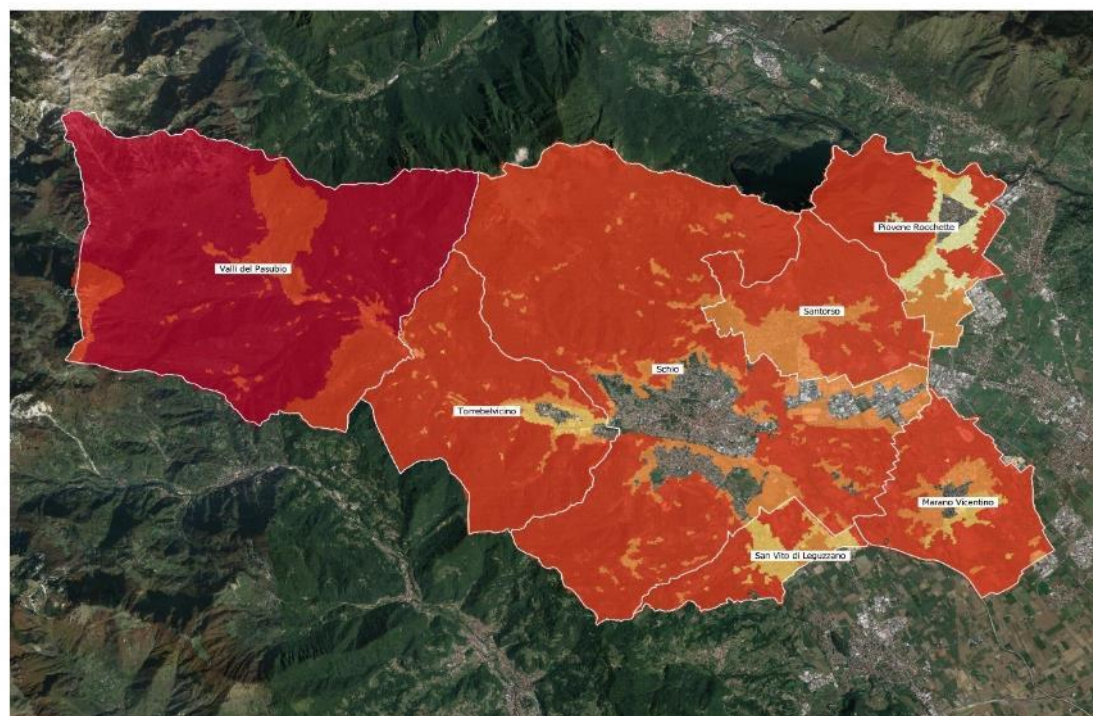 Piovene Rocchette
Valli del Pasubio
Santorso
Schio
Torrebelvicino
Marano Vicentino
San Vito di Leguzzano